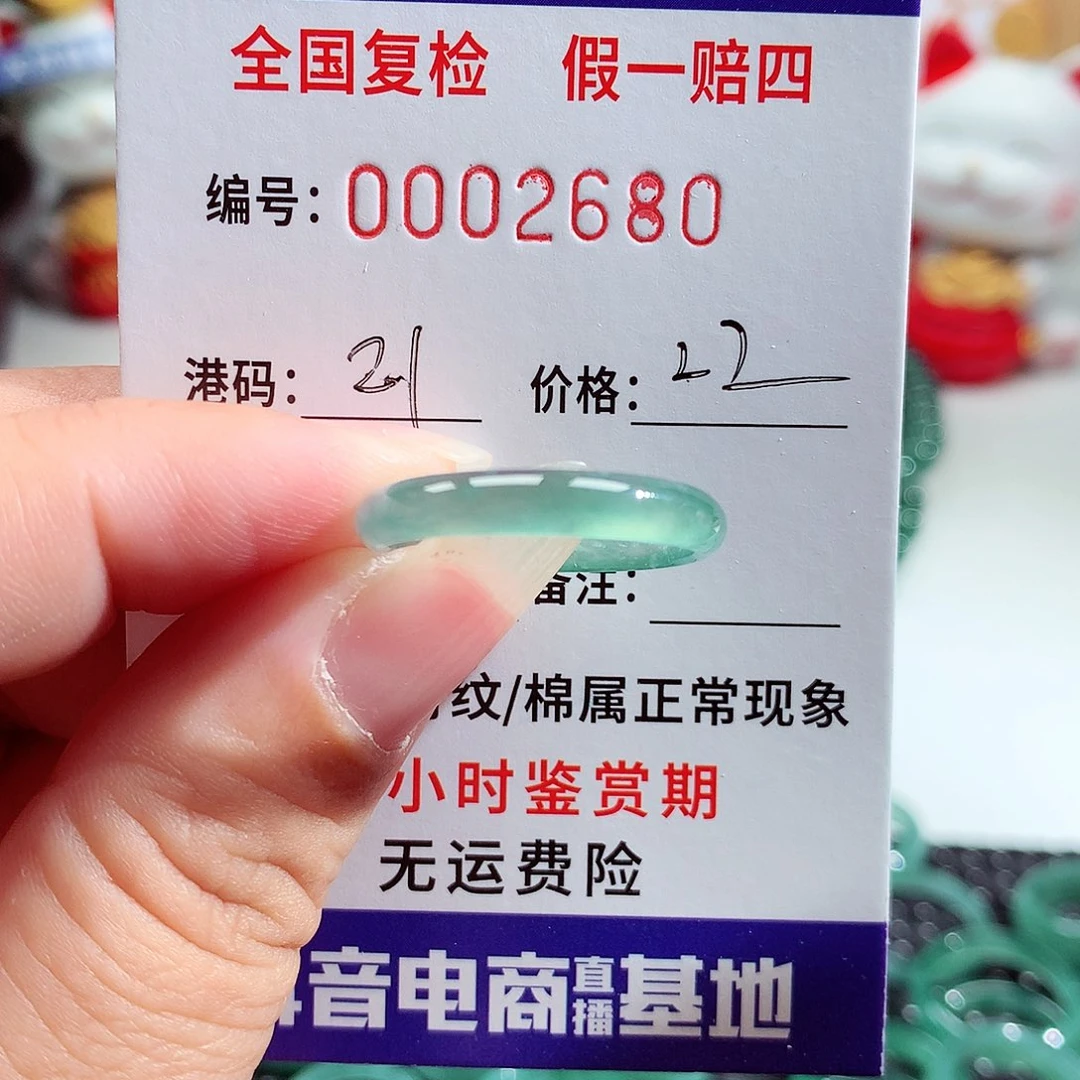 全国复检 假一赔四
编号：0002680
港码：21 价格：22
备注：
纹/棉属正常现象
小时鉴赏期
无运费险
音电商直播基地